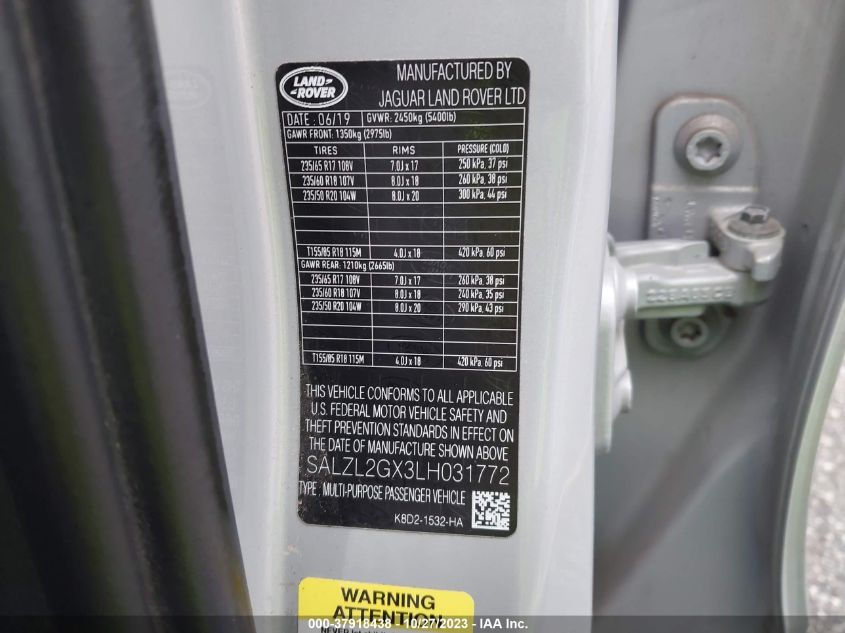 LAND
ROVER
MANUFACTURED BY
JAGUAR LAND ROVER LTD
DATE : 06/19 GVWR: 2450kg (5400lb)
GAWR FRONT: 1350kg (2975lb)
TIRES RIMS PRESSURE (COLD)
235/65 R17 108V 7.0J x 17 250 kPa, 37 psi
235/60 R18 107V 8.0J x 18 260 kPa, 38 psi
235/50 R20 104W 8.0J x 20 300 kPa, 44 psi
T155/85 R18 115M 4.0J x 18 420 kPa, 60 psi
GAWR REAR: 1210kg (2665lb)
235/65 R17 108V 7.0J x 17 260 kPa, 38 psi
235/60 R18 107V 8.0J x 18 240 kPa, 35 psi
235/50 R20 104W 8.0J x 20 290 kPa, 43 psi
T155/85 R18 115M 4.0J x 18 420 kPa, 60 psi
THIS VEHICLE CONFORMS TO ALL APPLICABLE
U.S. FEDERAL MOTOR VEHICLE SAFETY AND
THEFT PREVENTION STANDARDS IN EFFECT ON
THE DATE OF MANUFACTURE SHOWN ABOVE
SALZL2GX3LH031772
TYPE : MULTI-PURPOSE PASSENGER VEHICLE
K8D2-1532-HA
WARNING
ATTENTION
000-37918438 - 10/27/2023 - IAA Inc.